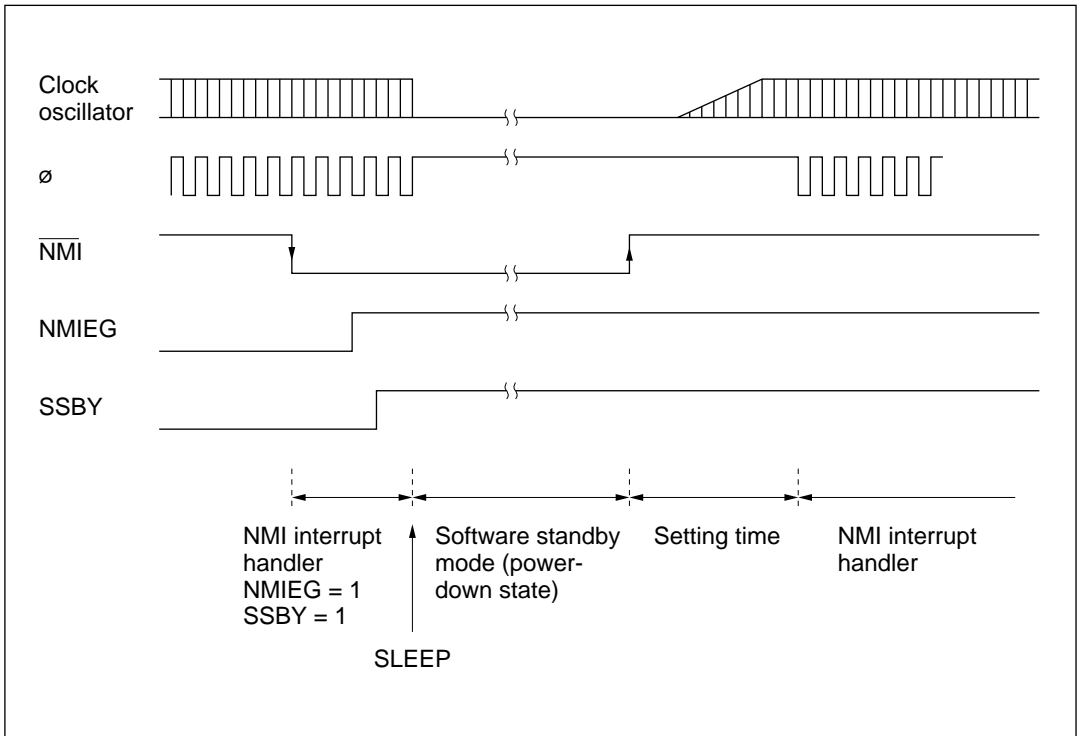 Clock
oscillator
ø
NMI
NMIEG
SSBY
NMI interrupt
handler
NMIEG = 1
SSBY = 1
Software standby
mode (power-
down state)
Setting time
NMI interrupt
handler
SLEEP